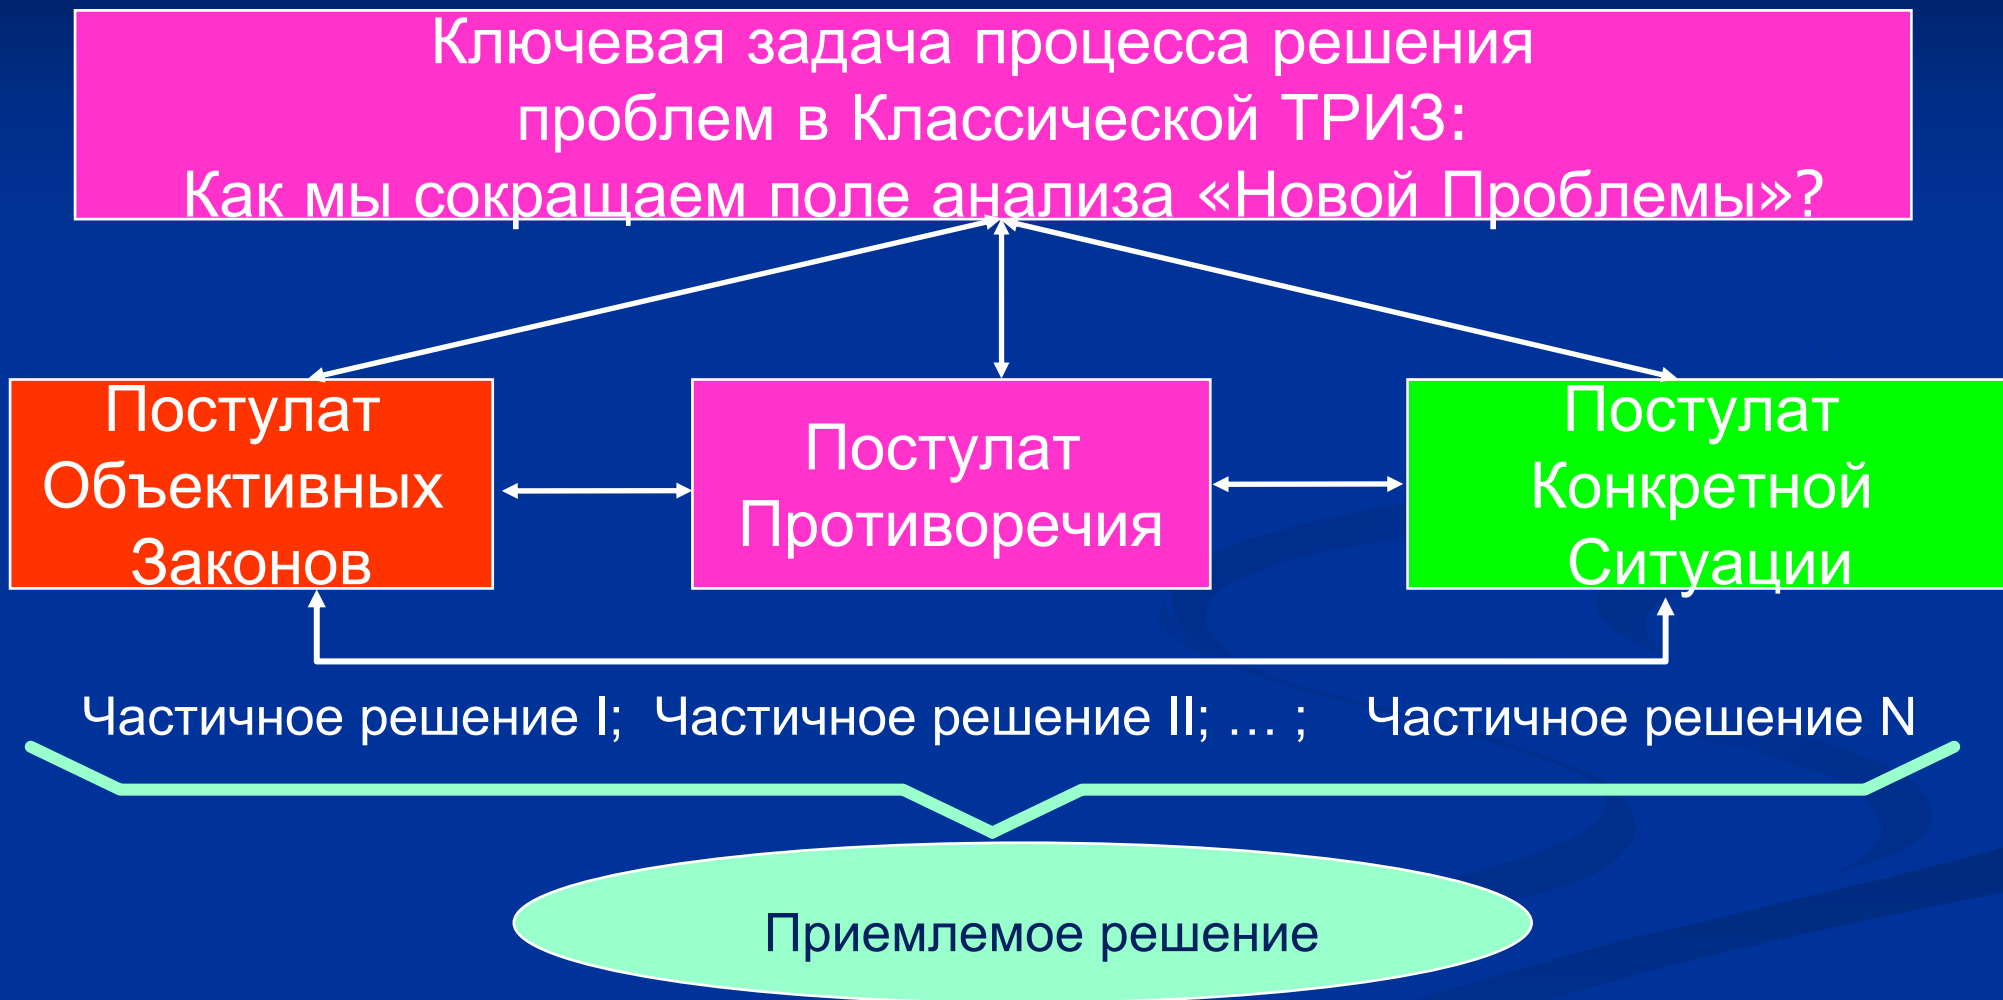 Ключевая задача процесса решения
проблем в Классической ТРИЗ:
Как мы сокращаем поле анализа «Новой Проблемы»?
Постулат
Объективных
Законов
Постулат
Противоречия
Постулат
Конкретной
Ситуации
Частичное решение I; Частичное решение II; … ; Частичное решение N
Приемлемое решение